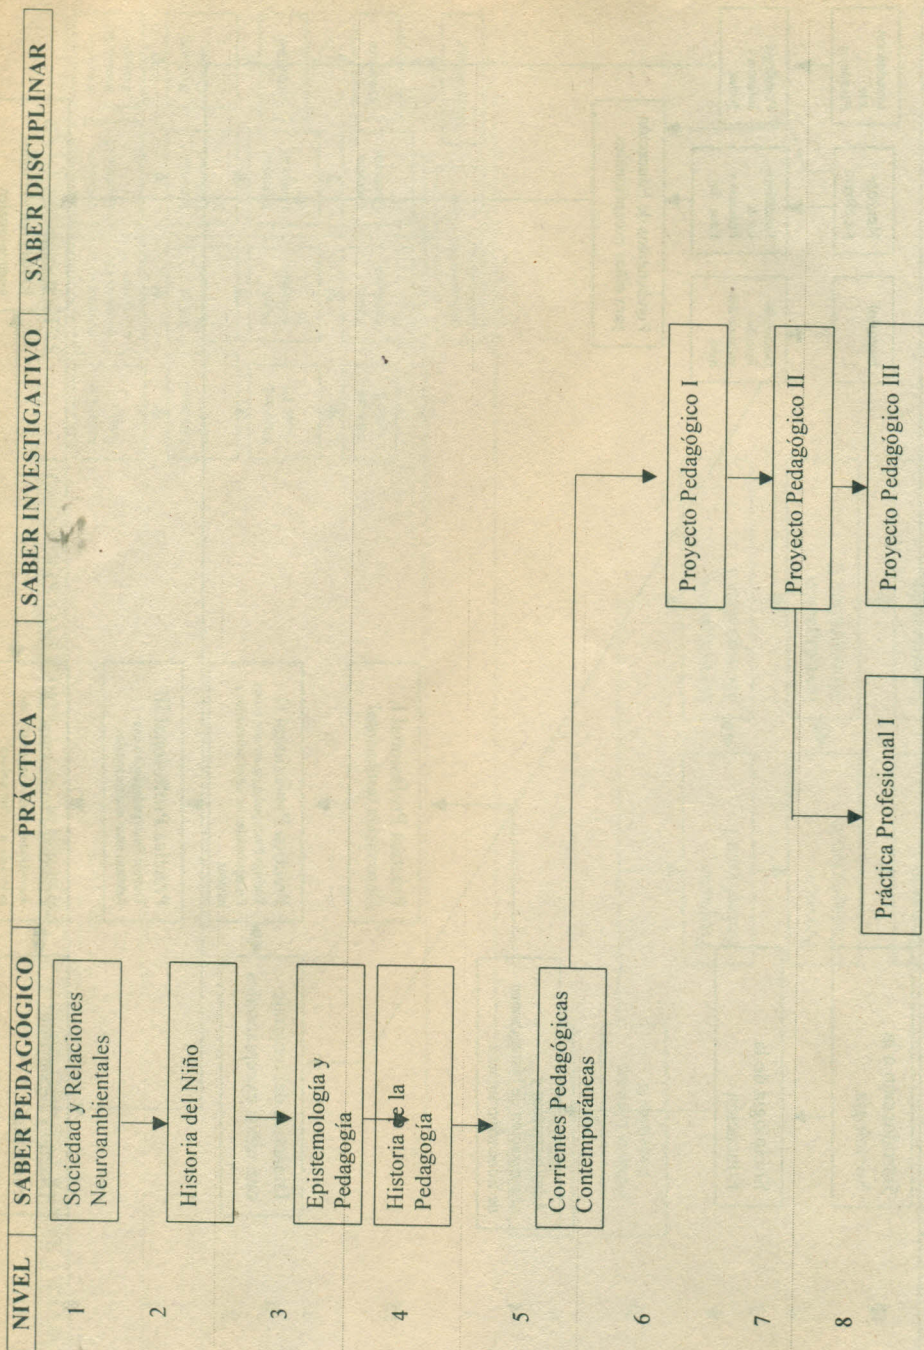 NIVEL SABER PEDAGÓGICO PRÁCTICA SABER INVESTIGATIVO SABER DISCIPLINAR
1
Sociedad y Relaciones
Neuroambientales
2
Historia del Niño
3
Epistemología y
Pedagogía
4
Historia de la
Pedagogía
5
Corrientes Pedagógicas
Contemporáneas
6
Proyecto Pedagógico I
7
Proyecto Pedagógico II
8
Práctica Profesional I
Proyecto Pedagógico III